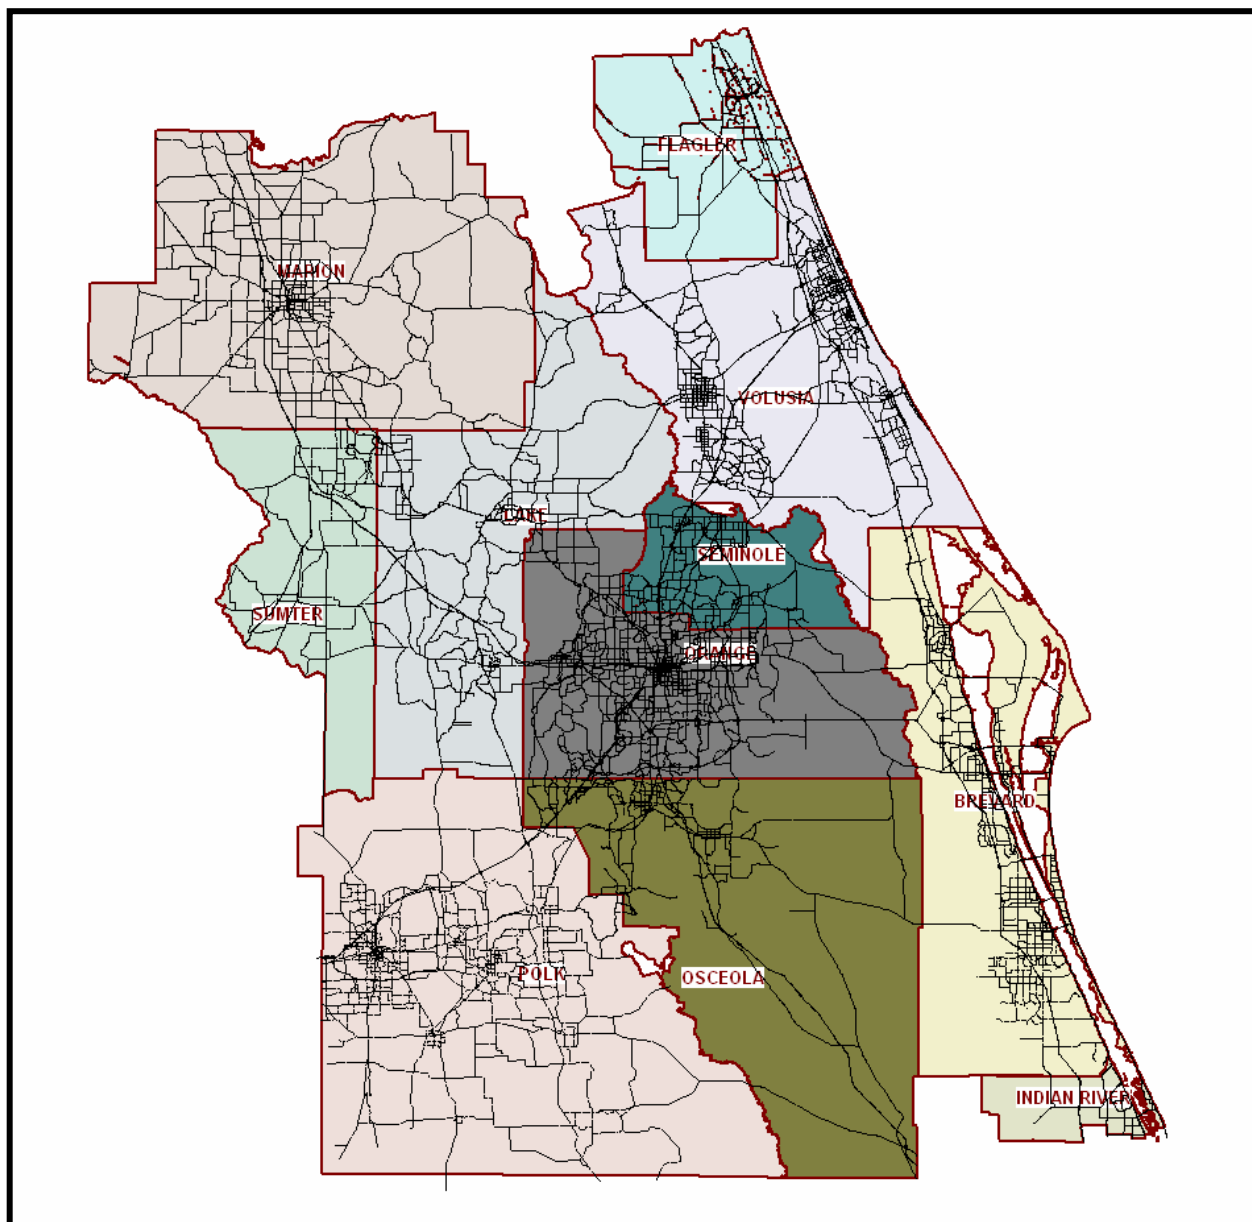 FLAGLER
MARION
VOLUSIA
LAKE
SEMINOLE
SUMTER
ORANGE
BREVARD
POLK
OSCEOLA
INDIAN RIVER